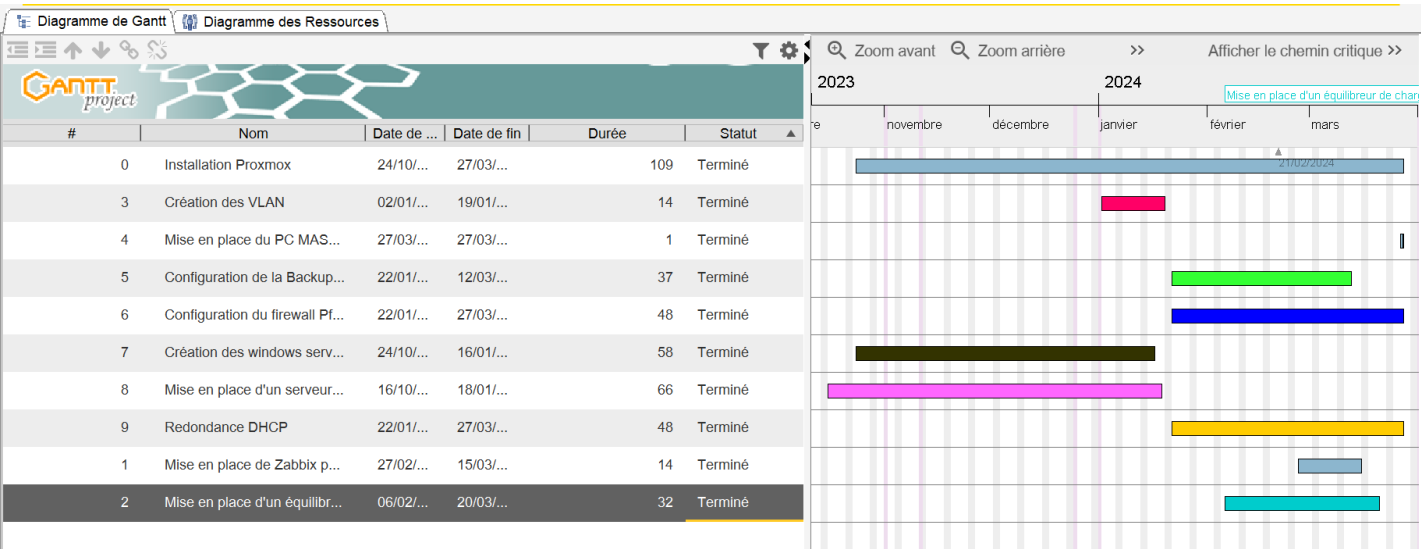 Diagramme de Gantt Diagramme des Ressources
Zoom avant Zoom arrière >> Afficher le chemin critique >>
GANTT
project
2023 2024
Mise en place d'un équilibreur de char
# Nom Date de ... Date de fin Durée Statut
re novembre décembre janvier février mars
21/02/2024
0 Installation Proxmox 24/10/... 27/03/... 109 Terminé
3 Création des VLAN 02/01/... 19/01/... 14 Terminé
4 Mise en place du PC MAS... 27/03/... 27/03/... 1 Terminé
5 Configuration de la Backup... 22/01/... 12/03/... 37 Terminé
6 Configuration du firewall Pf... 22/01/... 27/03/... 48 Terminé
7 Création des windows serv... 24/10/... 16/01/... 58 Terminé
8 Mise en place d'un serveur... 16/10/... 18/01/... 66 Terminé
9 Redondance DHCP 22/01/... 27/03/... 48 Terminé
1 Mise en place de Zabbix p... 27/02/... 15/03/... 14 Terminé
2 Mise en place d'un équilibr... 06/02/... 20/03/... 32 Terminé